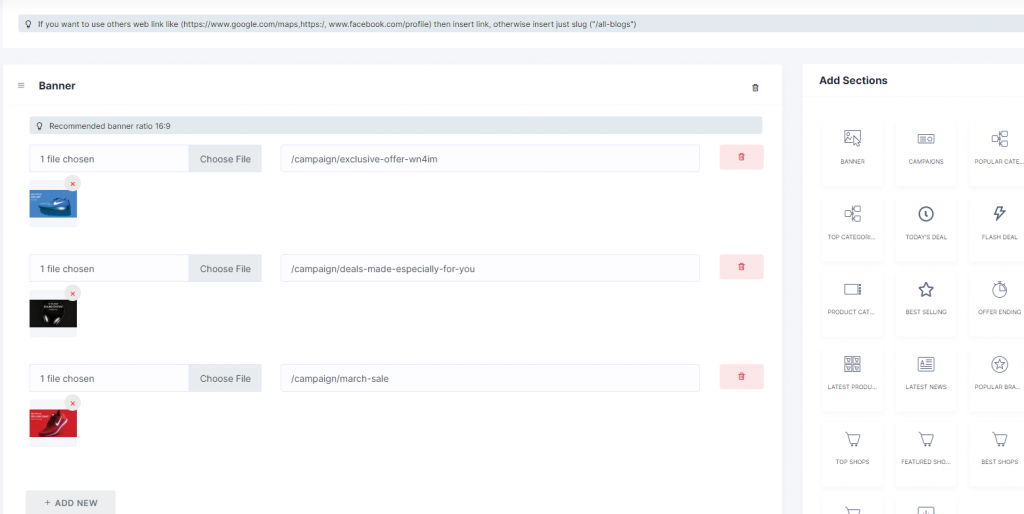 If you want to use others web link like (https://www.google.com/maps,https:/, www.facebook.com/profile) then insert link, otherwise insert just slug ("/all-blogs")
Banner
Recommended banner ratio 16:9
1 file chosen Choose File /campaign/exclusive-offer-wn4im
1 file chosen Choose File /campaign/deals-made-especially-for-you
1 file chosen Choose File /campaign/march-sale
+ ADD NEW
Add Sections
BANNER CAMPAIONS POPULAR CATE...
TOP CATEGORI... TODAY'S DEAL FLASH DEAL
PRODUCT CAT... BEST SELLING OFFER ENDING
LATEST PRODU... LATEST NEWS POPULAR BRA...
TOP SHOPS FEATURED SHO... BEST SHOPS